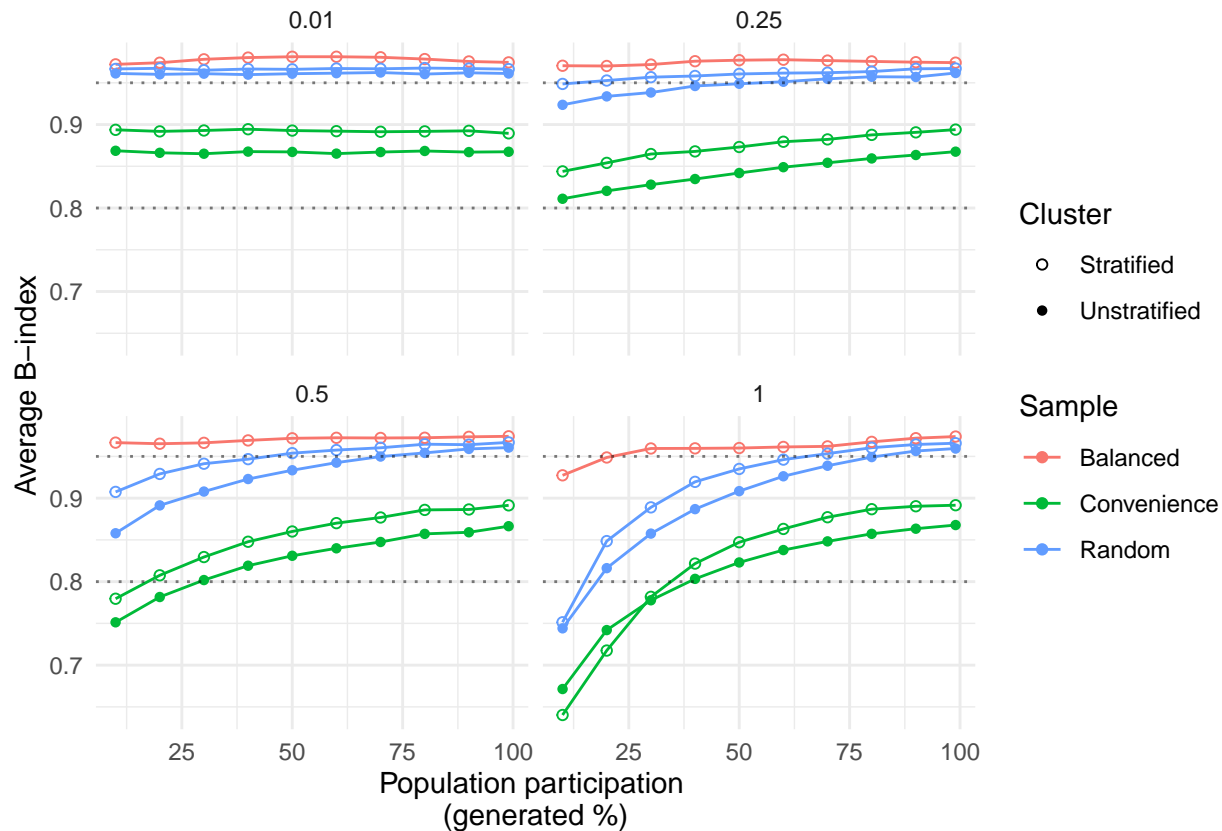 0.01
0.25
0.9
0.8
0.7
0.5
1
0.9
0.8
0.7
25
50
75
100
25
50
75
100
Average B−index
Population participation
(generated %)
Cluster
Stratified
Unstratified
Sample
Balanced
Convenience
Random